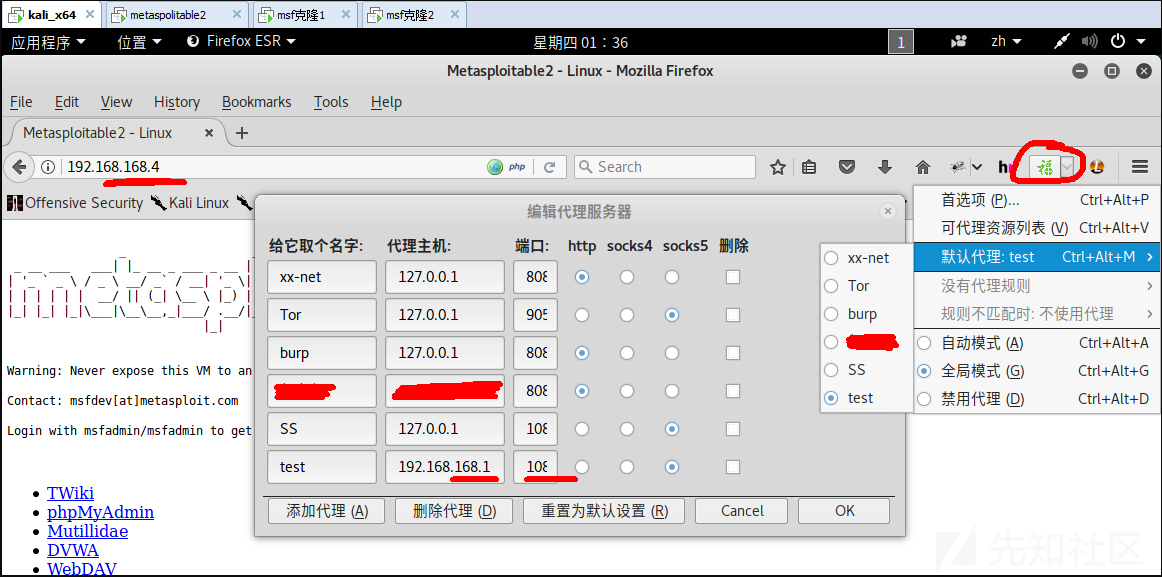 kali_x64 metaspolitable2 msf克隆1 msf克隆2
应用程序 位置 Firefox ESR 星期四 01：36 1 zh
Metasploitable2 - Linux - Mozilla Firefox
File Edit View History Bookmarks Tools Help
Metasploitable2 - Linux
192.168.168.4 php Search 福
Offensive Security Kali Linux
首选项 (P)... Ctrl+Alt+P
可代理资源列表 (V) Ctrl+Alt+V
默认代理: test Ctrl+Alt+M
没有代理规则
规则不匹配时: 不使用代理
自动模式 (A) Ctrl+Alt+A
全局模式 (G) Ctrl+Alt+G
禁用代理 (D) Ctrl+Alt+D
xx-net
Tor
burp
SS
test
编辑代理服务器
给它取个名字: 代理主机: 端口: http socks4 socks5 删除
xx-net 127.0.0.1 808
Tor 127.0.0.1 905
burp 127.0.0.1 808
808
SS 127.0.0.1 108
test 192.168.168.1 108
添加代理 (A) 删除代理 (D) 重置为默认设置 (R) Cancel OK
Warning: Never expose this VM to an
Contact: msfdev[at]metasploit.com
Login with msfadmin/msfadmin to get
TWiki
phpMyAdmin
Mutillidae
DVWA
WebDAV
先知社区